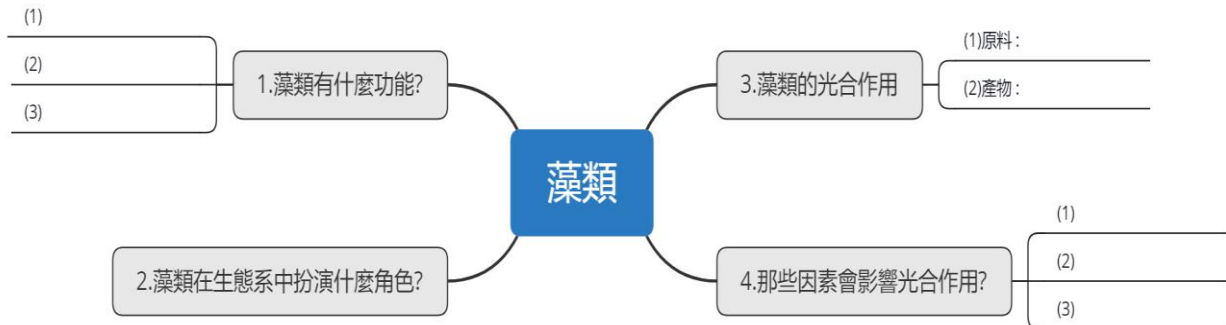 (1)
(2)
(3)
1.藻類有什麼功能?
2.藻類在生態系中扮演什麼角色?
藻類
3.藻類的光合作用
(1)原料：
(2)產物：
4.那些因素會影響光合作用?
(1)
(2)
(3)